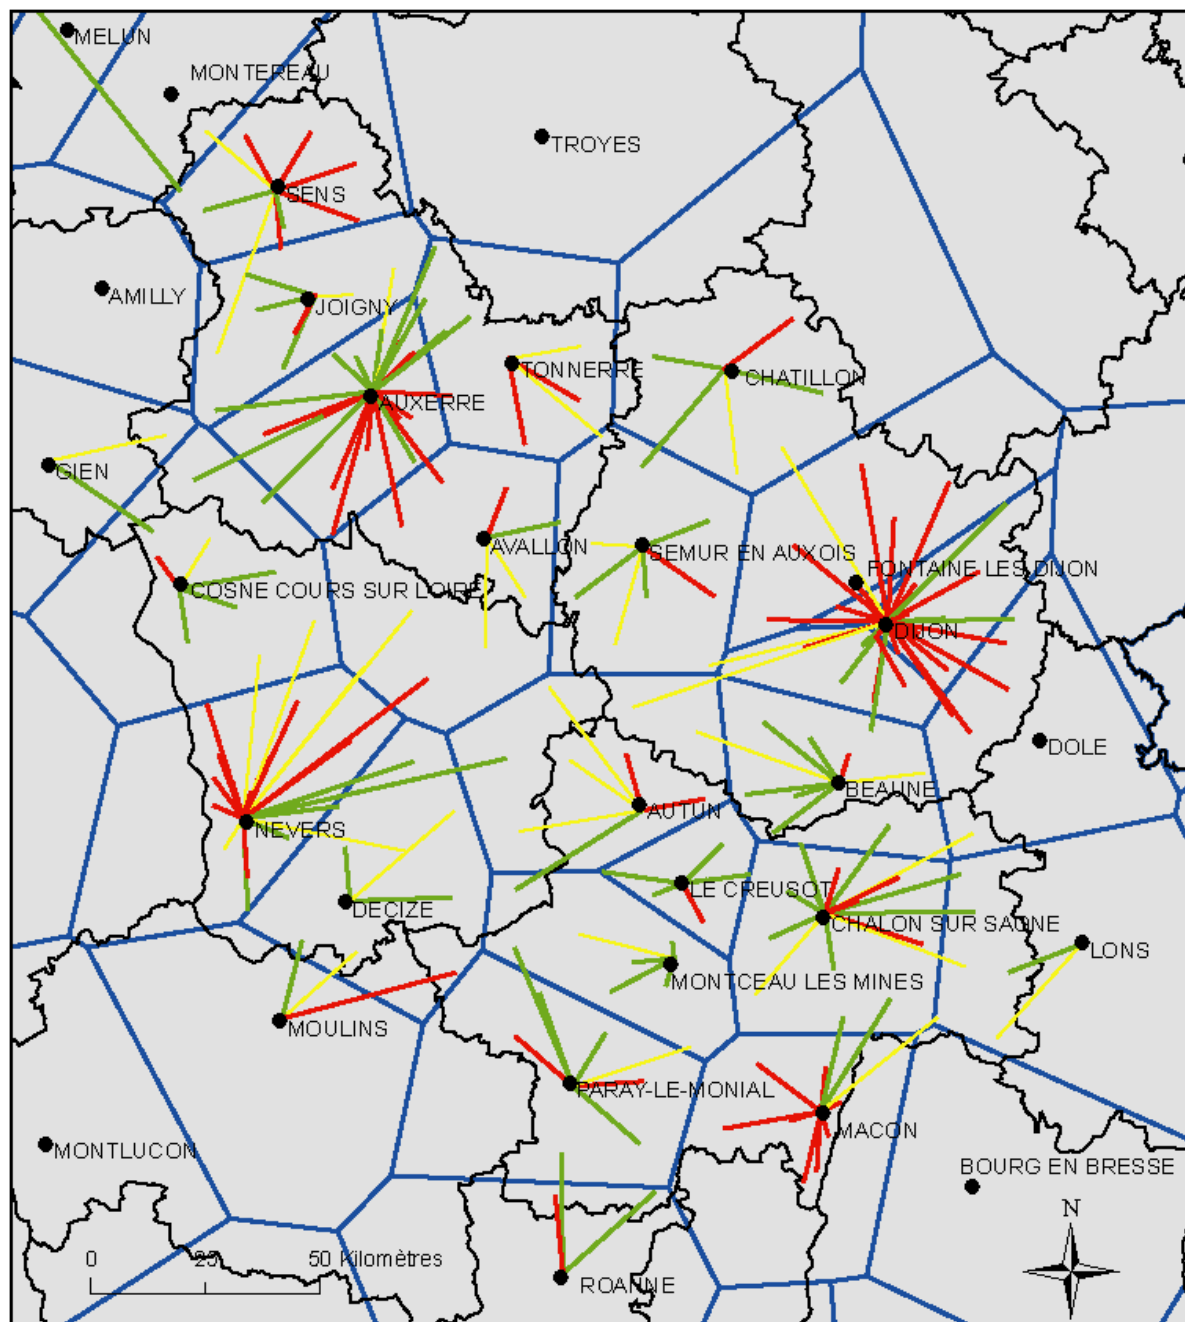 MELUN
MONTEREAU
TROYES
SENS
AMILLY
JOIGNY
TONNERRE
CHATILLON
AUXERRE
GIEN
AVALLON
SEMUR EN AUXOIS
FONTAINE LES DIJON
COSNE COURS SUR LOIRE
DIJON
DOLE
BEAUNE
AUTUN
NEVERS
LE CREUSOT
DECIZE
CHALON SUR SAONE
LONS
MONTCEAU LES MINES
MOULINS
PARAY-LE-MONIAL
MACON
MONTLUCON
BOURG EN BRESSE
N
0 25 50 Kilomètres
ROANNE